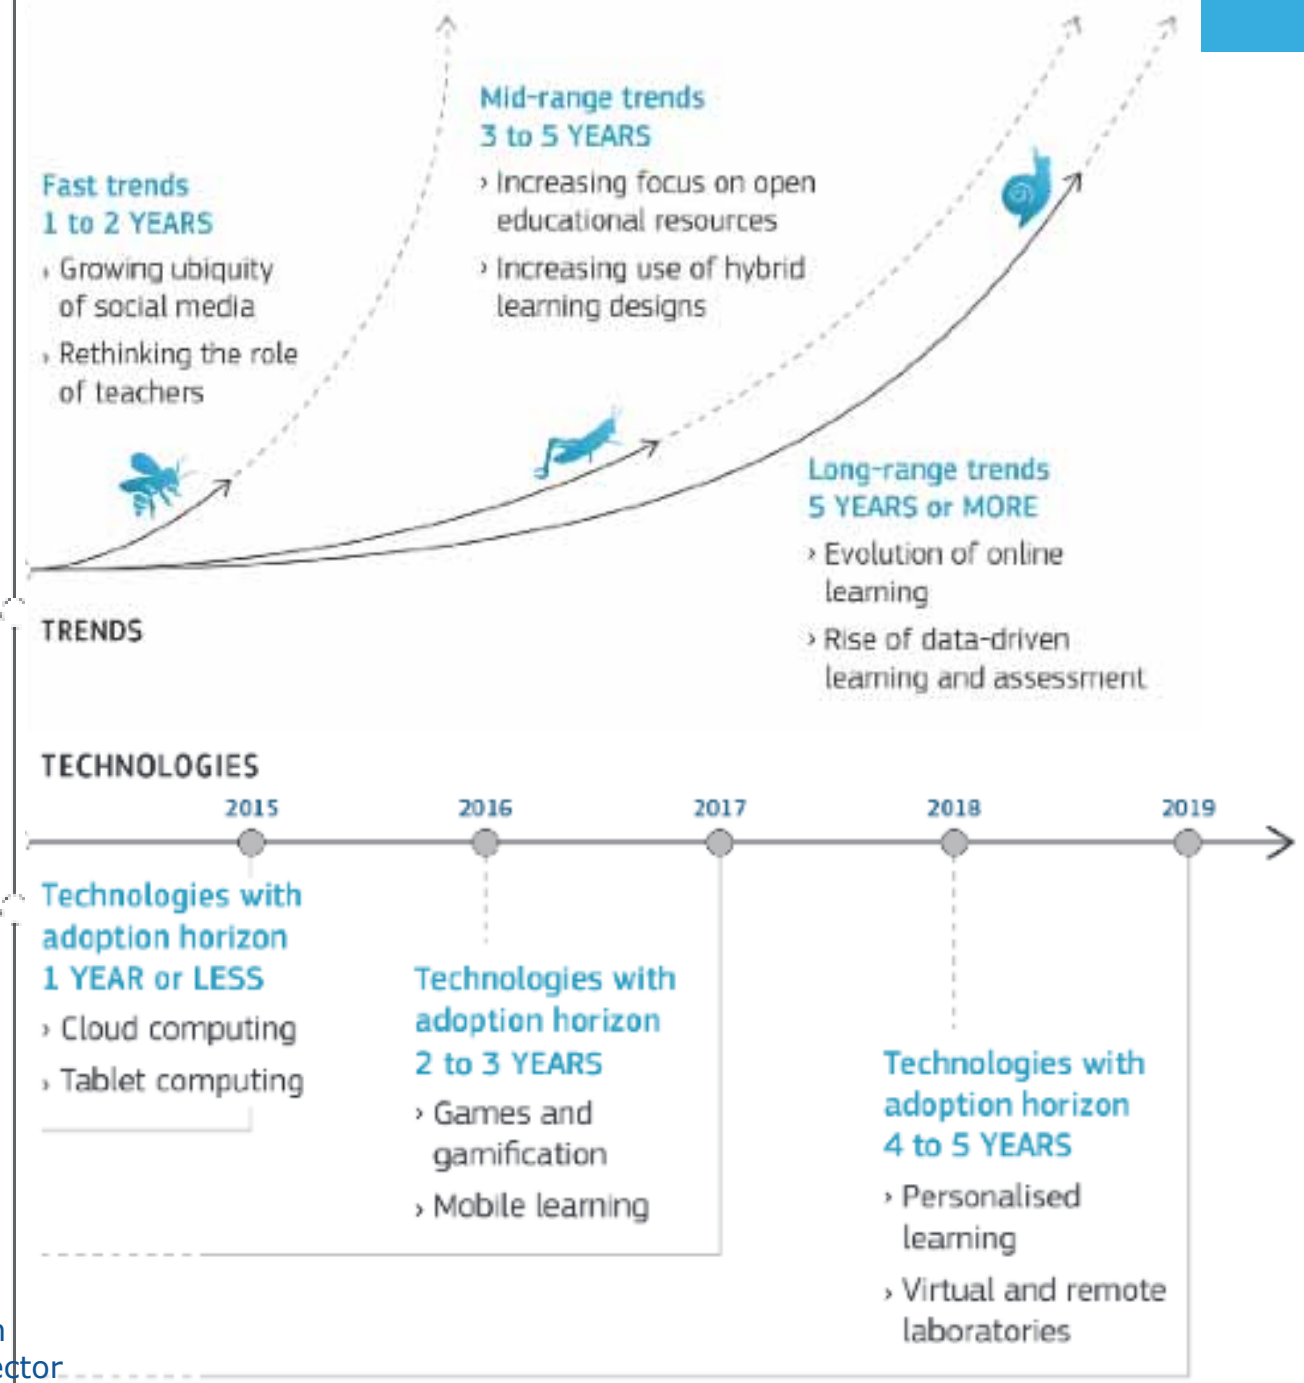 Fast trends
1 to 2 YEARS
› Growing ubiquity
of social media
› Rethinking the role
of teachers
Mid-range trends
3 to 5 YEARS
› Increasing focus on open
educational resources
› Increasing use of hybrid
learning designs
Long-range trends
5 YEARS or MORE
› Evolution of online
learning
› Rise of data-driven
learning and assessment
TRENDS
TECHNOLOGIES
2015
2016
2017
2018
2019
Technologies with
adoption horizon
1 YEAR or LESS
› Cloud computing
› Tablet computing
Technologies with
adoption horizon
2 to 3 YEARS
› Games and
gamification
› Mobile learning
Technologies with
adoption horizon
4 to 5 YEARS
› Personalised
learning
› Virtual and remote
laboratories